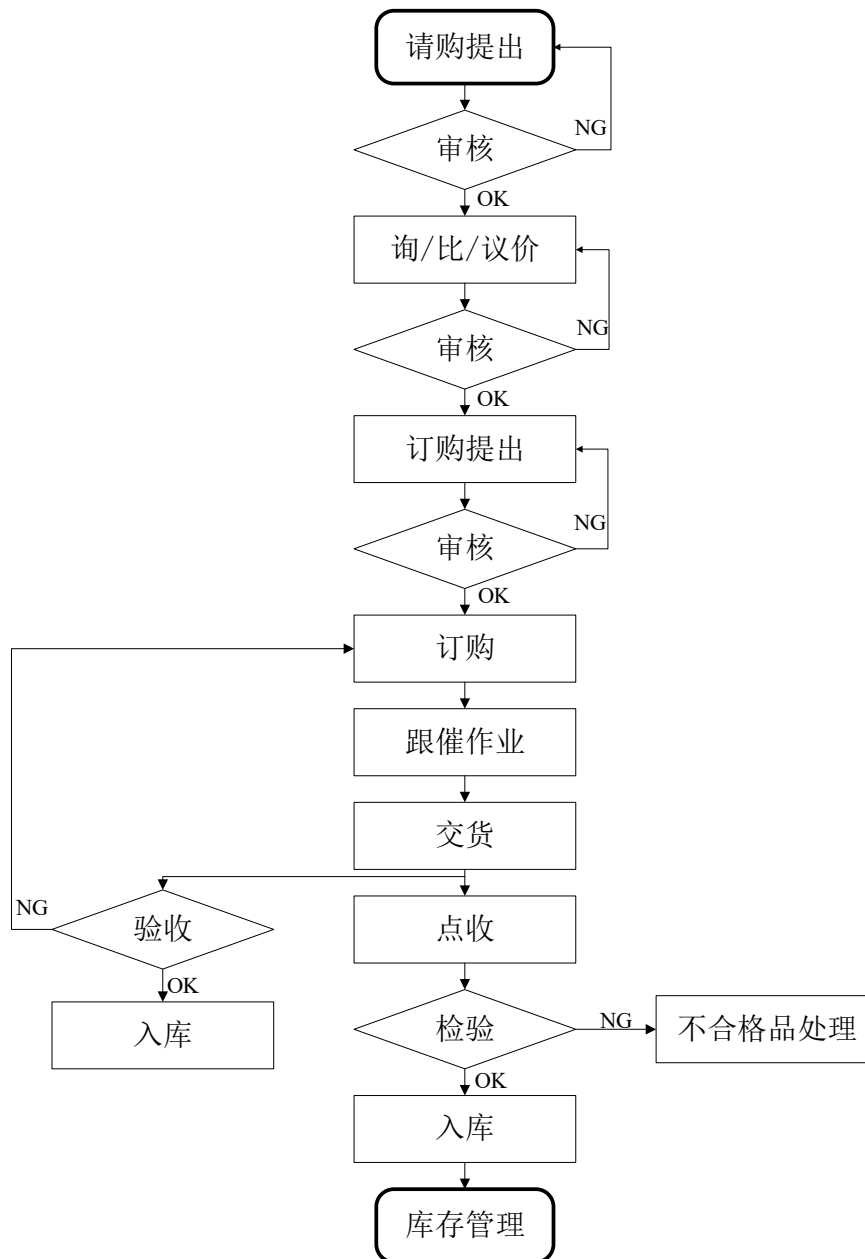 请购提出
NG
审核
OK
询/比/议价
NG
审核
OK
订购提出
NG
审核
OK
订购
跟催作业
交货
NG
验收
点收
OK
入库
检验
NG
不合格品处理
OK
入库
库存管理